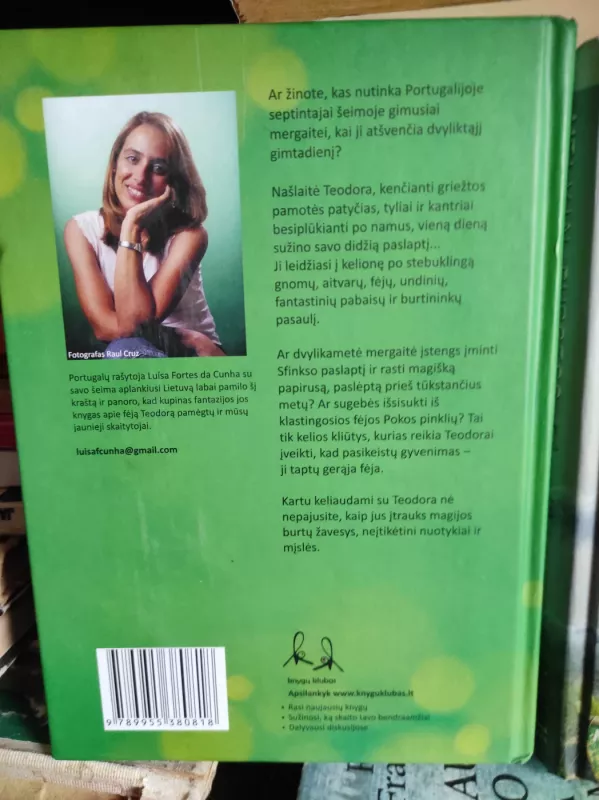 Ar žinote, kas nutinka Portugalijoje
septintajai šeimoje gimusiai
mergaitei, kai ji atšvenčia dvyliktąjį
gimtadienį?
Našlaitė Teodora, kenčianti griežtos
pamotės patyčias, tyliai ir kantriai
besiplūkianti po namus, vieną dieną
sužino savo didžią paslaptį...
Ji leidžiasi į kelionę po stebuklingą
gnomų, aitvarų, fėjų, undinių,
fantastinių pabaisų ir burtininkų
pasaulį.
Ar dvylikametė mergaitė įstengs įminti
Sfinkso paslaptį ir rasti magišką
papirusą, paslėptą prieš tūkstančius
metų? Ar sugebės išsisukti iš
klastingosios fėjos Pokos pinklių? Tai
tik kelios kliūtys, kurias reikia Teodorai
įveikti, kad pasikeistų gyvenimas –
ji taptų gerąja fėja.
Kartu keliaudami su Teodora nė
nepajusite, kaip jus įtrauks magijos
burtų žavesys, neįtikėtini nuotykiai ir
mįslės.
Fotografas Raul Cruz
Portugalų rašytoja Luísa Fortes da Cunha su
savo šeima aplankiusi Lietuvą labai pamilo šį
kraštą ir panoro, kad kupinas fantazijos jos
knygas apie fėją Teodorą pamėgtų ir mūsų
jaunieji skaitytojai.
luisafcunha@gmail.com
9 789955 380818
knygų klubas
Apsilankyk www.knyguklubas.lt
• Rasi naujausių knygų
• Sužinosi, ką skaito tavo bendraamžiai
• Dalyvausi diskusijose